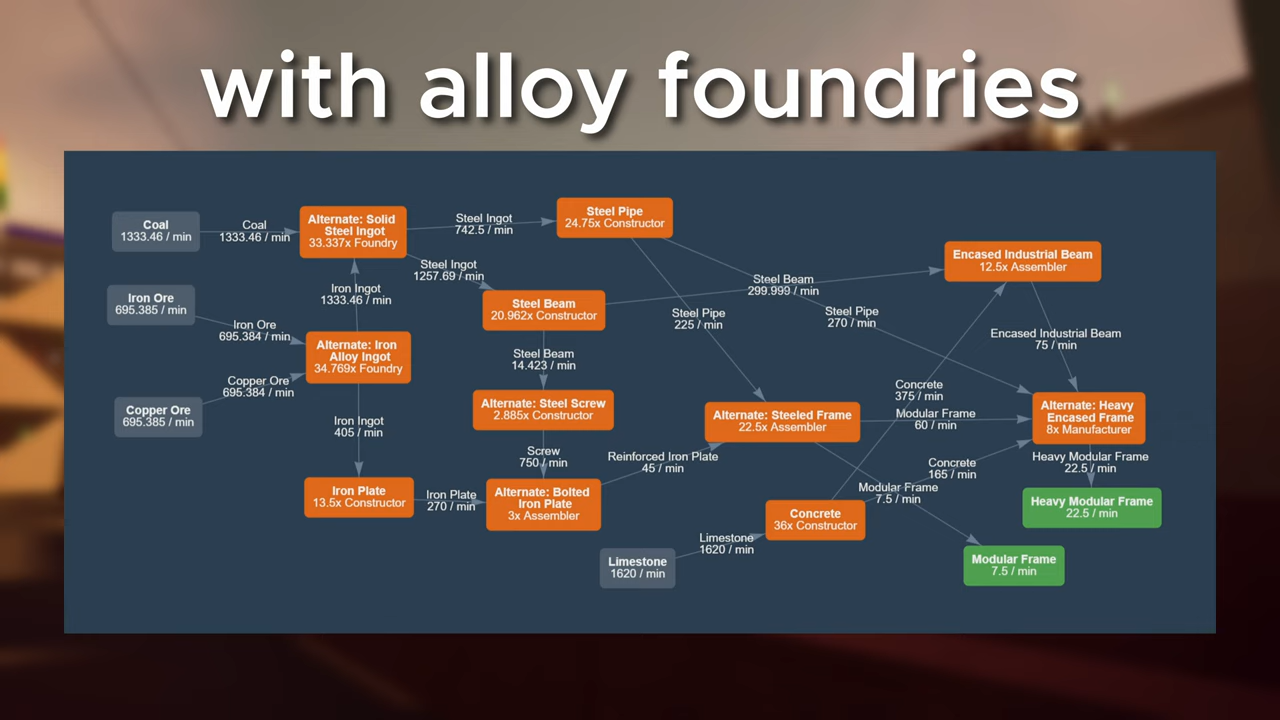 with alloy foundries
Coal
1333.46 / min
Coal
1333.46 / min
Alternate: Solid
Steel Ingot
33.337x Foundry
Steel Ingot
742.5 / min
Steel Pipe
24.75x Constructor
Steel Ingot
1257.69 / min
Encased Industrial Beam
12.5x Assembler
Iron Ore
695.385 / min
Iron Ore
695.384 / min
Iron Ingot
1333.46 / min
Steel Beam
20.962x Constructor
Steel Beam
299.999 / min
Steel Pipe
225 / min
Steel Pipe
270 / min
Encased Industrial Beam
75 / min
Alternate: Iron
Alloy Ingot
34.769x Foundry
Steel Beam
14.423 / min
Copper Ore
695.384 / min
Copper Ore
695.385 / min
Concrete
375 / min
Alternate: Steel Screw
2.885x Constructor
Alternate: Steeled Frame
22.5x Assembler
Modular Frame
60 / min
Alternate: Heavy
Encased Frame
8x Manufacturer
Iron Ingot
405 / min
Screw
750 / min
Reinforced Iron Plate
45 / min
Concrete
165 / min
Heavy Modular Frame
22.5 / min
Iron Plate
13.5x Constructor
Iron Plate
270 / min
Alternate: Bolted
Iron Plate
3x Assembler
Modular Frame
7.5 / min
Heavy Modular Frame
22.5 / min
Concrete
36x Constructor
Limestone
1620 / min
Limestone
1620 / min
Modular Frame
7.5 / min